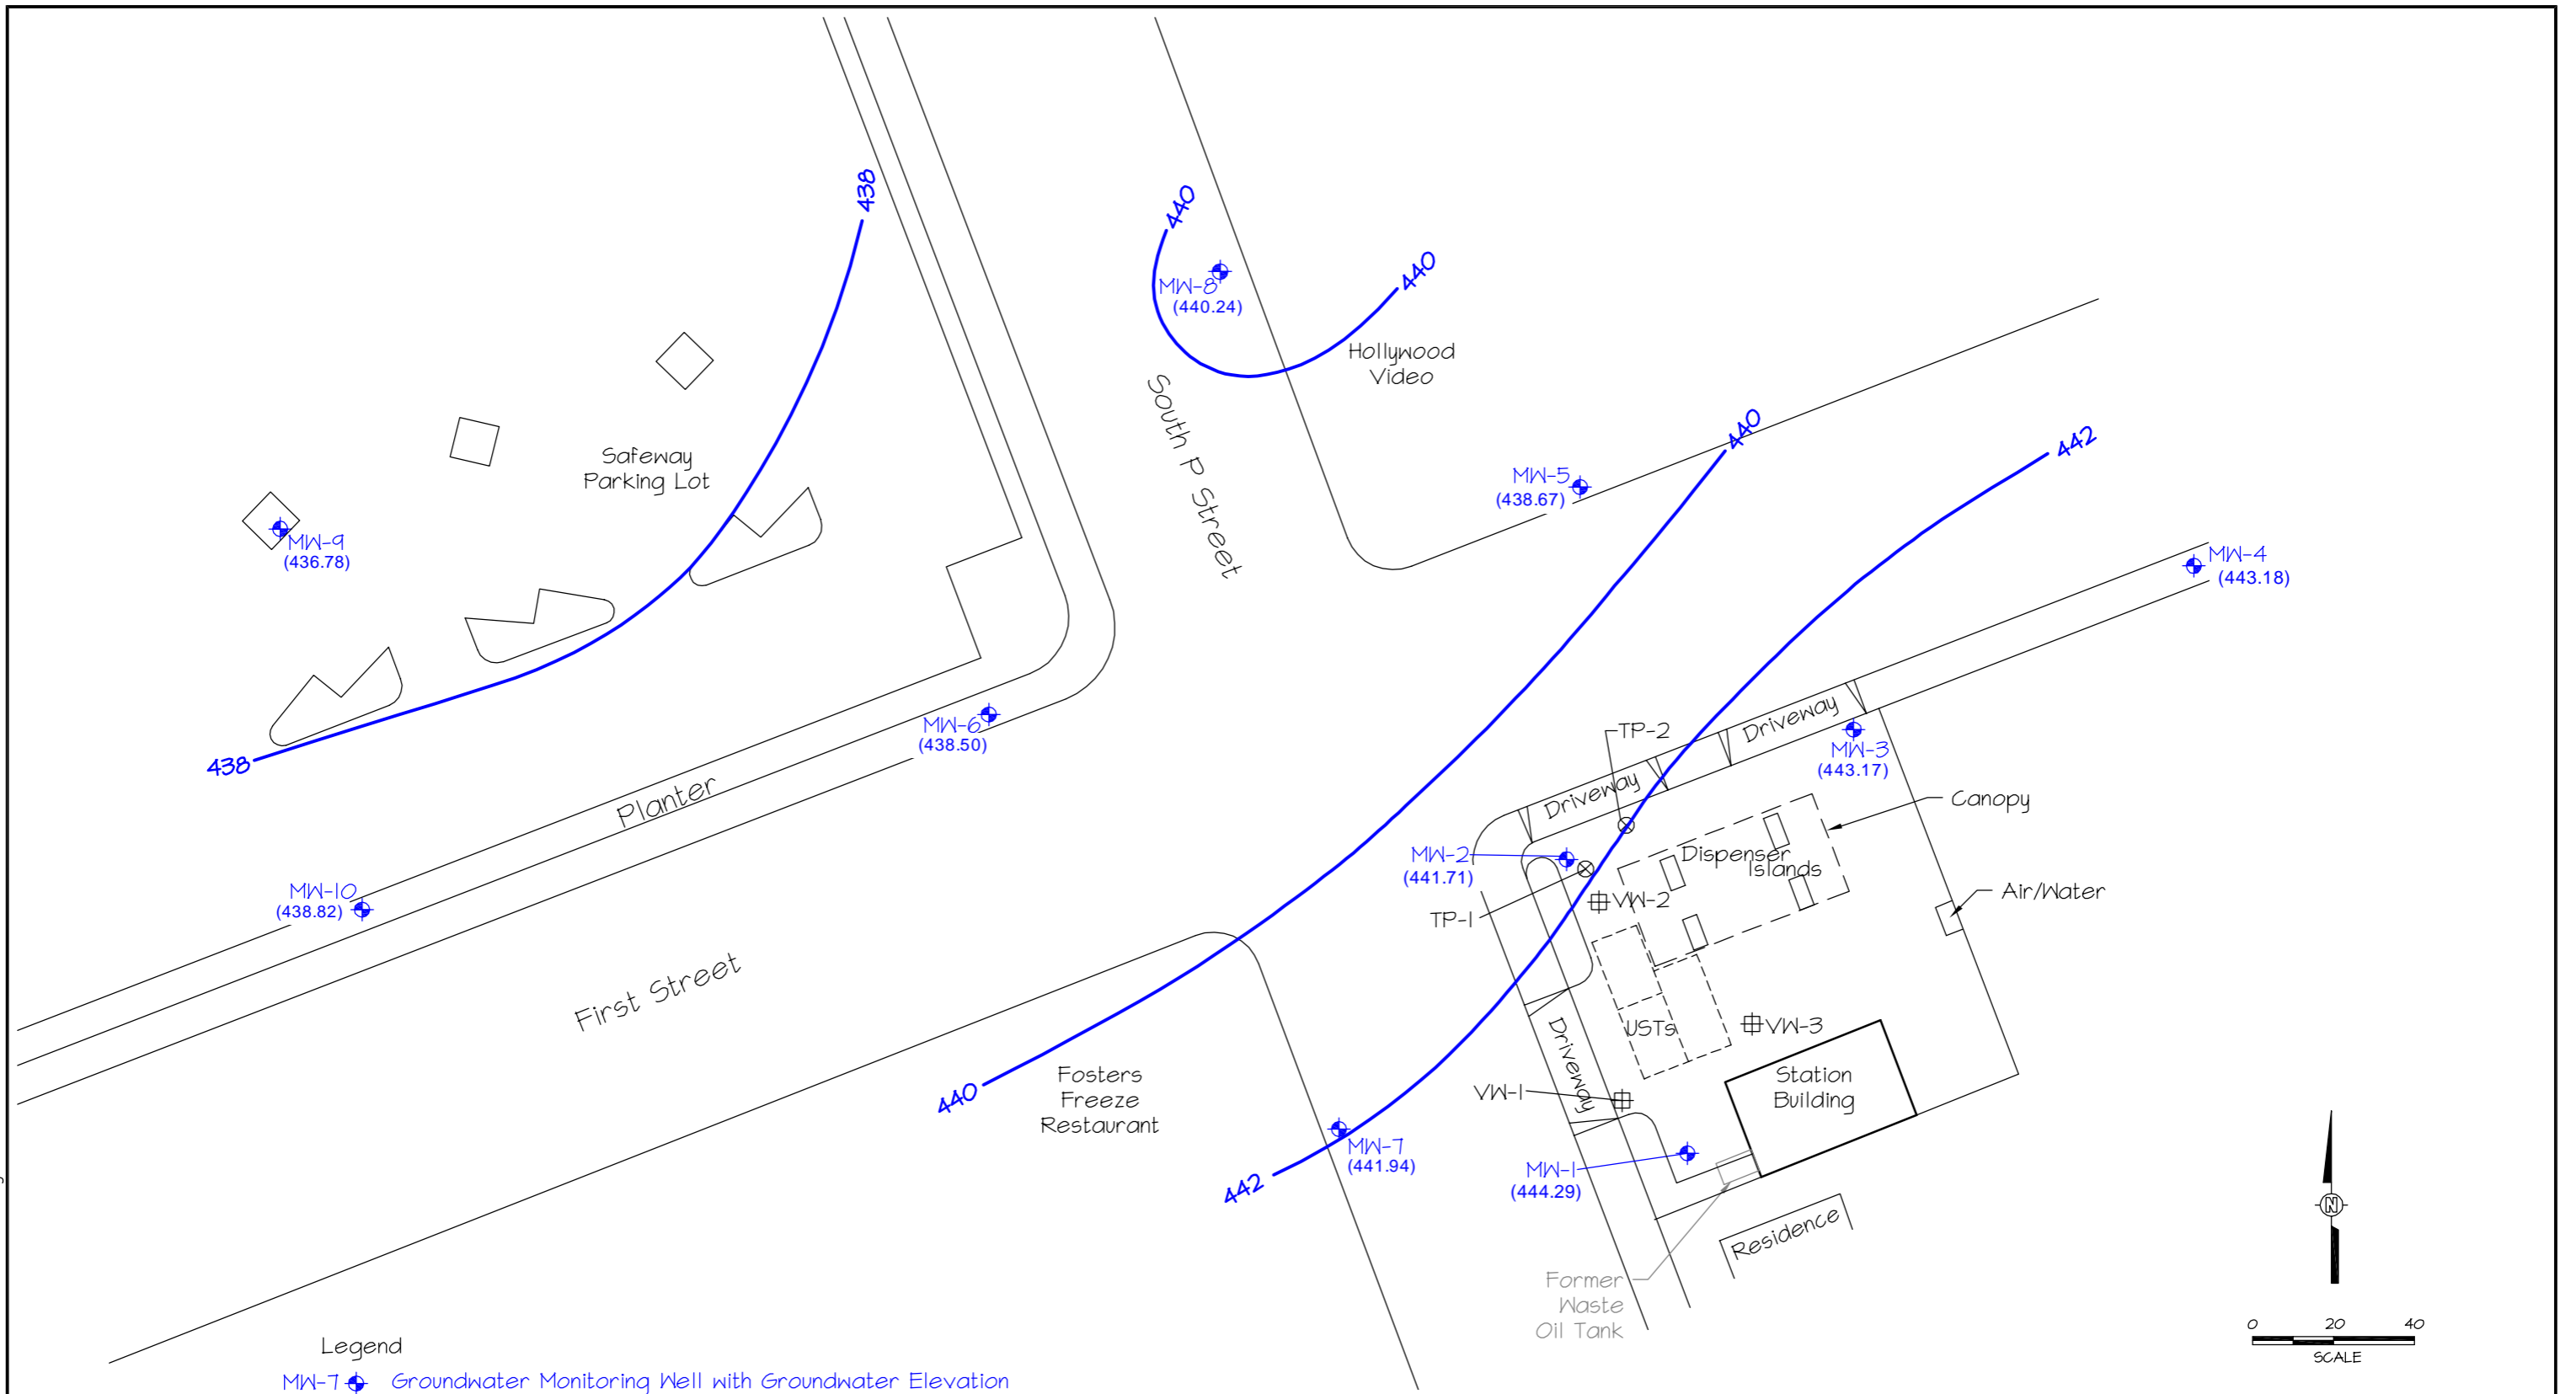 438
440
440
MW-8
(440.24)
Hollywood
Video
South P Street
Safeway
Parking Lot
440
442
MW-5
(438.67)
MW-9
(436.78)
MW-4
(443.18)
MW-6
(438.50)
438
TP-2
Driveway
MW-3
(443.17)
Planter
Driveway
Canopy
MW-2
(441.71)
Dispenser
Islands
MW-10
(438.82)
Air/Water
VW-2
TP-1
First Street
USTs
VW-3
Driveway
440
Fosters
Freeze
Restaurant
Station
Building
VW-1
MW-7
(441.94)
442
MW-1
(444.29)
N
Residence
Former
Waste
Oil Tank
0 20 40
SCALE
Legend
MW-7 Groundwater Monitoring Well with Groundwater Elevation